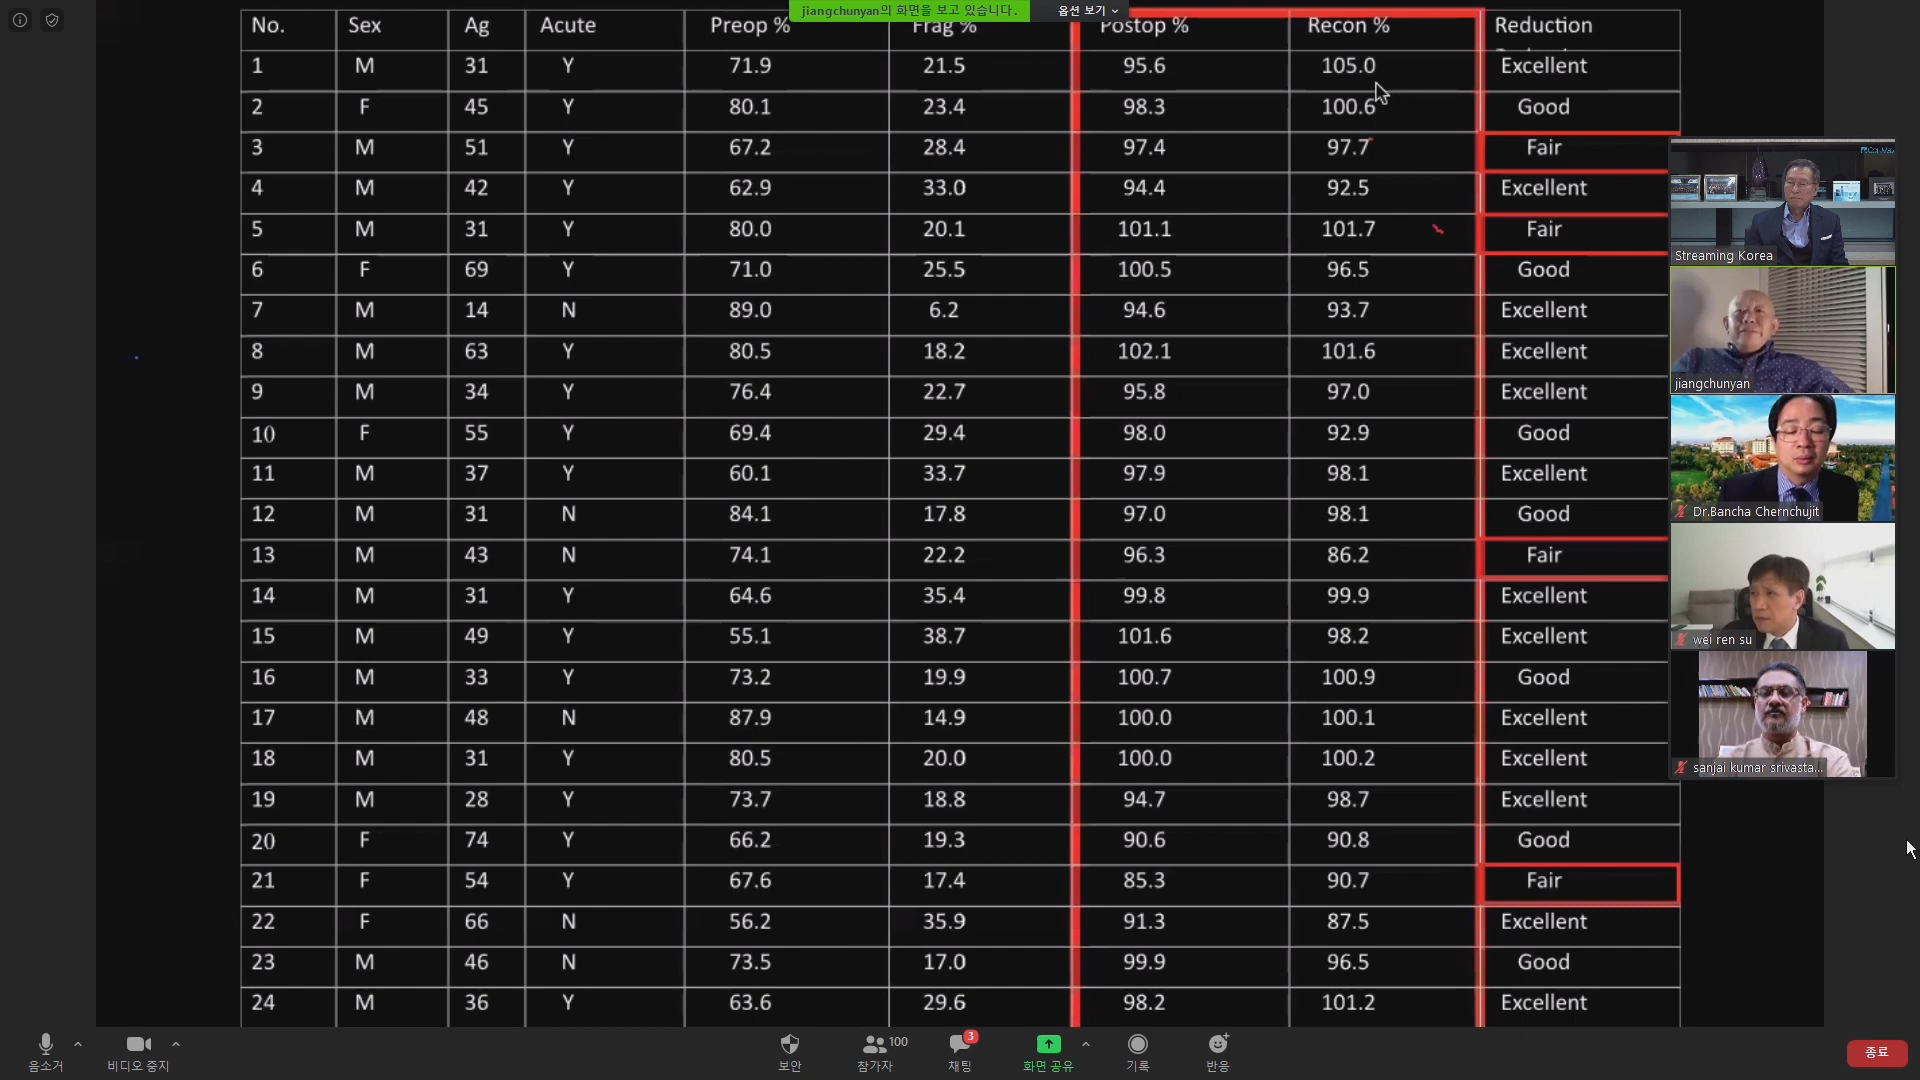 jiangchunyan의 화면을 보고 있습니다.
옵션 보기
No. Sex Ag Acute Preop % Frag % Postop % Recon % Reduction
1 M 31 Y 71.9 21.5 95.6 105.0 Excellent
2 F 45 Y 80.1 23.4 98.3 100.6 Good
3 M 51 Y 67.2 28.4 97.4 97.7 Fair
4 M 42 Y 62.9 33.0 94.4 92.5 Excellent
5 M 31 Y 80.0 20.1 101.1 101.7 Fair
6 F 69 Y 71.0 25.5 100.5 96.5 Good
7 M 14 N 89.0 6.2 94.6 93.7 Excellent
8 M 63 Y 80.5 18.2 102.1 101.6 Excellent
9 M 34 Y 76.4 22.7 95.8 97.0 Excellent
10 F 55 Y 69.4 29.4 98.0 92.9 Good
11 M 37 Y 60.1 33.7 97.9 98.1 Excellent
12 M 31 N 84.1 17.8 97.0 98.1 Good
13 M 43 N 74.1 22.2 96.3 86.2 Fair
14 M 31 Y 64.6 35.4 99.8 99.9 Excellent
15 M 49 Y 55.1 38.7 101.6 98.2 Excellent
16 M 33 Y 73.2 19.9 100.7 100.9 Good
17 M 48 N 87.9 14.9 100.0 100.1 Excellent
18 M 31 Y 80.5 20.0 100.0 100.2 Excellent
19 M 28 Y 73.7 18.8 94.7 98.7 Excellent
20 F 74 Y 66.2 19.3 90.6 90.8 Good
21 F 54 Y 67.6 17.4 85.3 90.7 Fair
22 F 66 N 56.2 35.9 91.3 87.5 Excellent
23 M 46 N 73.5 17.0 99.9 96.5 Good
24 M 36 Y 63.6 29.6 98.2 101.2 Excellent
Streaming Korea
jiangchunyan
Dr.Bancha Chernchujit
wei ren su
sanjai kumar srivasta...
음소거
비디오 중지
보안
참가자 100
채팅 3
화면 공유
기록
반응
종료